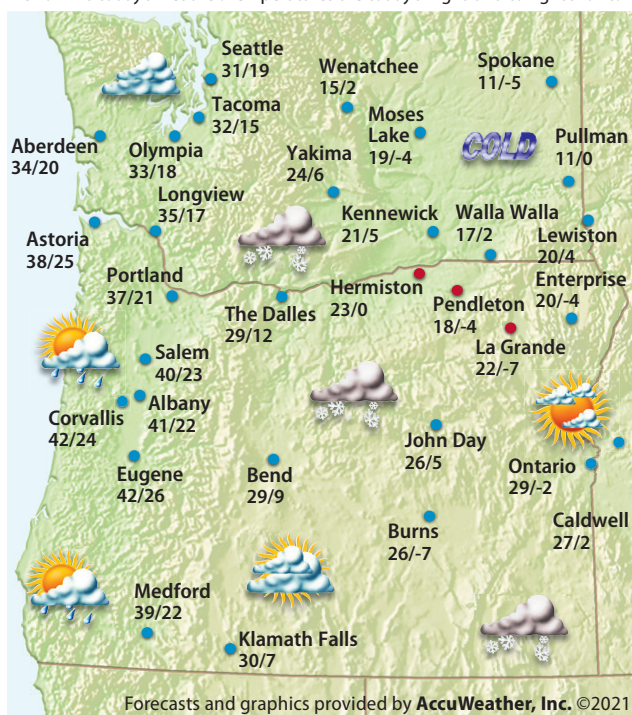 Seattle
31/19
Wenatchee
15/2
Spokane
11/-5
Tacoma
32/15
Moses
Lake
19/-4
COLD
Pullman
11/0
Aberdeen
34/20
Olympia
33/18
Yakima
24/6
Longview
35/17
Kennewick
21/5
Walla Walla
17/2
Lewiston
20/4
Astoria
38/25
Portland
37/21
The Dalles
29/12
Hermiston
23/0
Pendleton
18/-4
Enterprise
20/-4
La Grande
22/-7
Salem
40/23
Albany
41/22
Corvallis
42/24
John Day
26/5
Ontario
29/-2
Eugene
42/26
Bend
29/9
Burns
26/-7
Caldwell
27/2
Medford
39/22
Klamath Falls
30/7
Forecasts and graphics provided by AccuWeather, Inc. ©2021